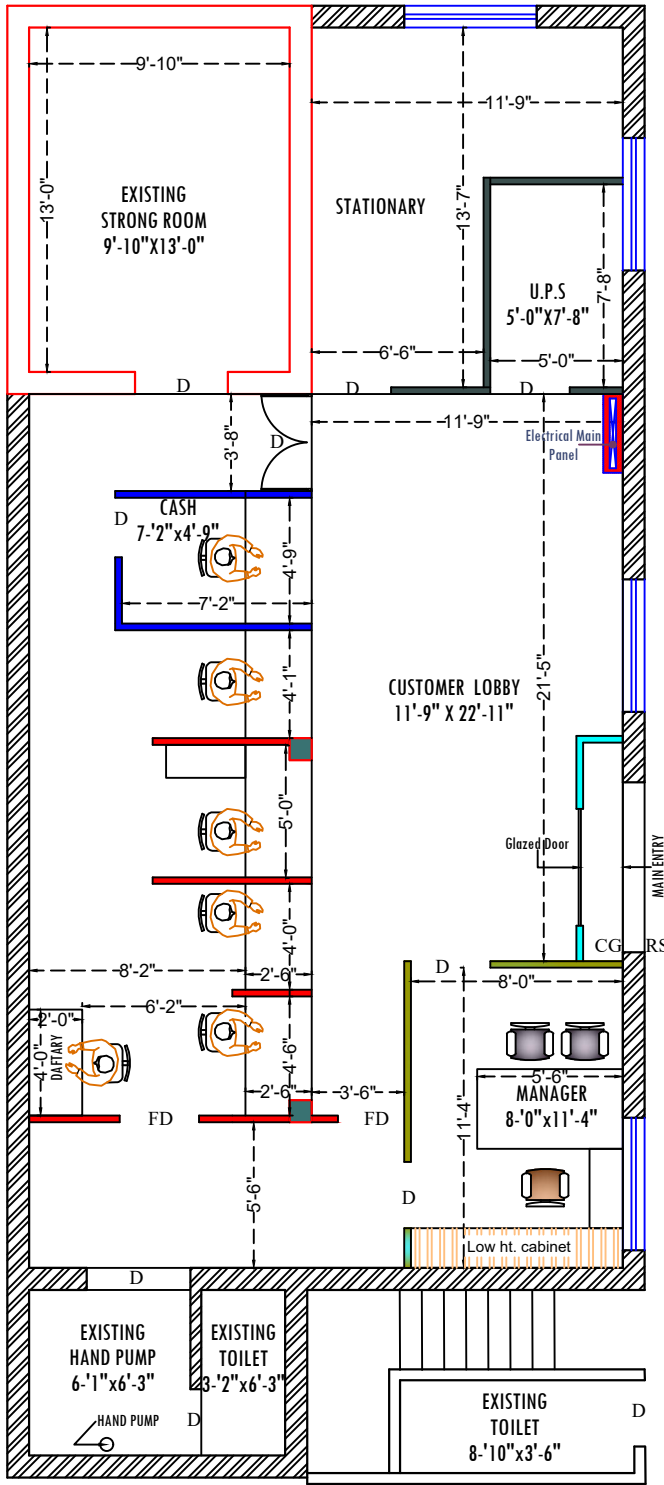 9'-10"
11'-9"
13'-0"
EXISTING
STRONG ROOM
9'-10"X13'-0"
STATIONARY
13'-7"
U.P.S
5'-0"X7'-8"
7'-8"
6'-6"
5'-0"
D
D
D
3'-8"
D
11'-9"
Electrical Main
Panel
CASH
7-'2"x4'-9"
D
4'-9"
7'-2"
4'-1"
CUSTOMER LOBBY
11'-9" X 22'-11"
21'-5"
5'-0"
Glazed Door
MAIN ENTRY
4'-0"
CG
RS
D
8'-2"
2'-6"
8'-0"
6'-2"
2'-0"
4'-0"
DAFTARY
4'-6"
2'-6"
3'-6"
5'-6"
MANAGER
8-'0"x11'-4"
11'-4"
FD
FD
5'-6"
D
Low ht. cabinet
D
EXISTING
HAND PUMP
6-'1"x6'-3"
EXISTING
TOILET
3-'2"x6'-3"
HAND PUMP
D
EXISTING
TOILET
8-'10"x3'-6"
D